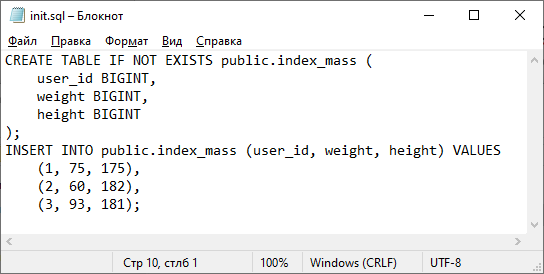 init.sql – Блокнот
Файл Правка Формат Вид Справка
CREATE TABLE IF NOT EXISTS public.index_mass (
    user_id BIGINT,
    weight BIGINT,
    height BIGINT
);
INSERT INTO public.index_mass (user_id, weight, height) VALUES
    (1, 75, 175),
    (2, 60, 182),
    (3, 93, 181);
Стр 10, стлб 1 100% Windows (CRLF) UTF-8